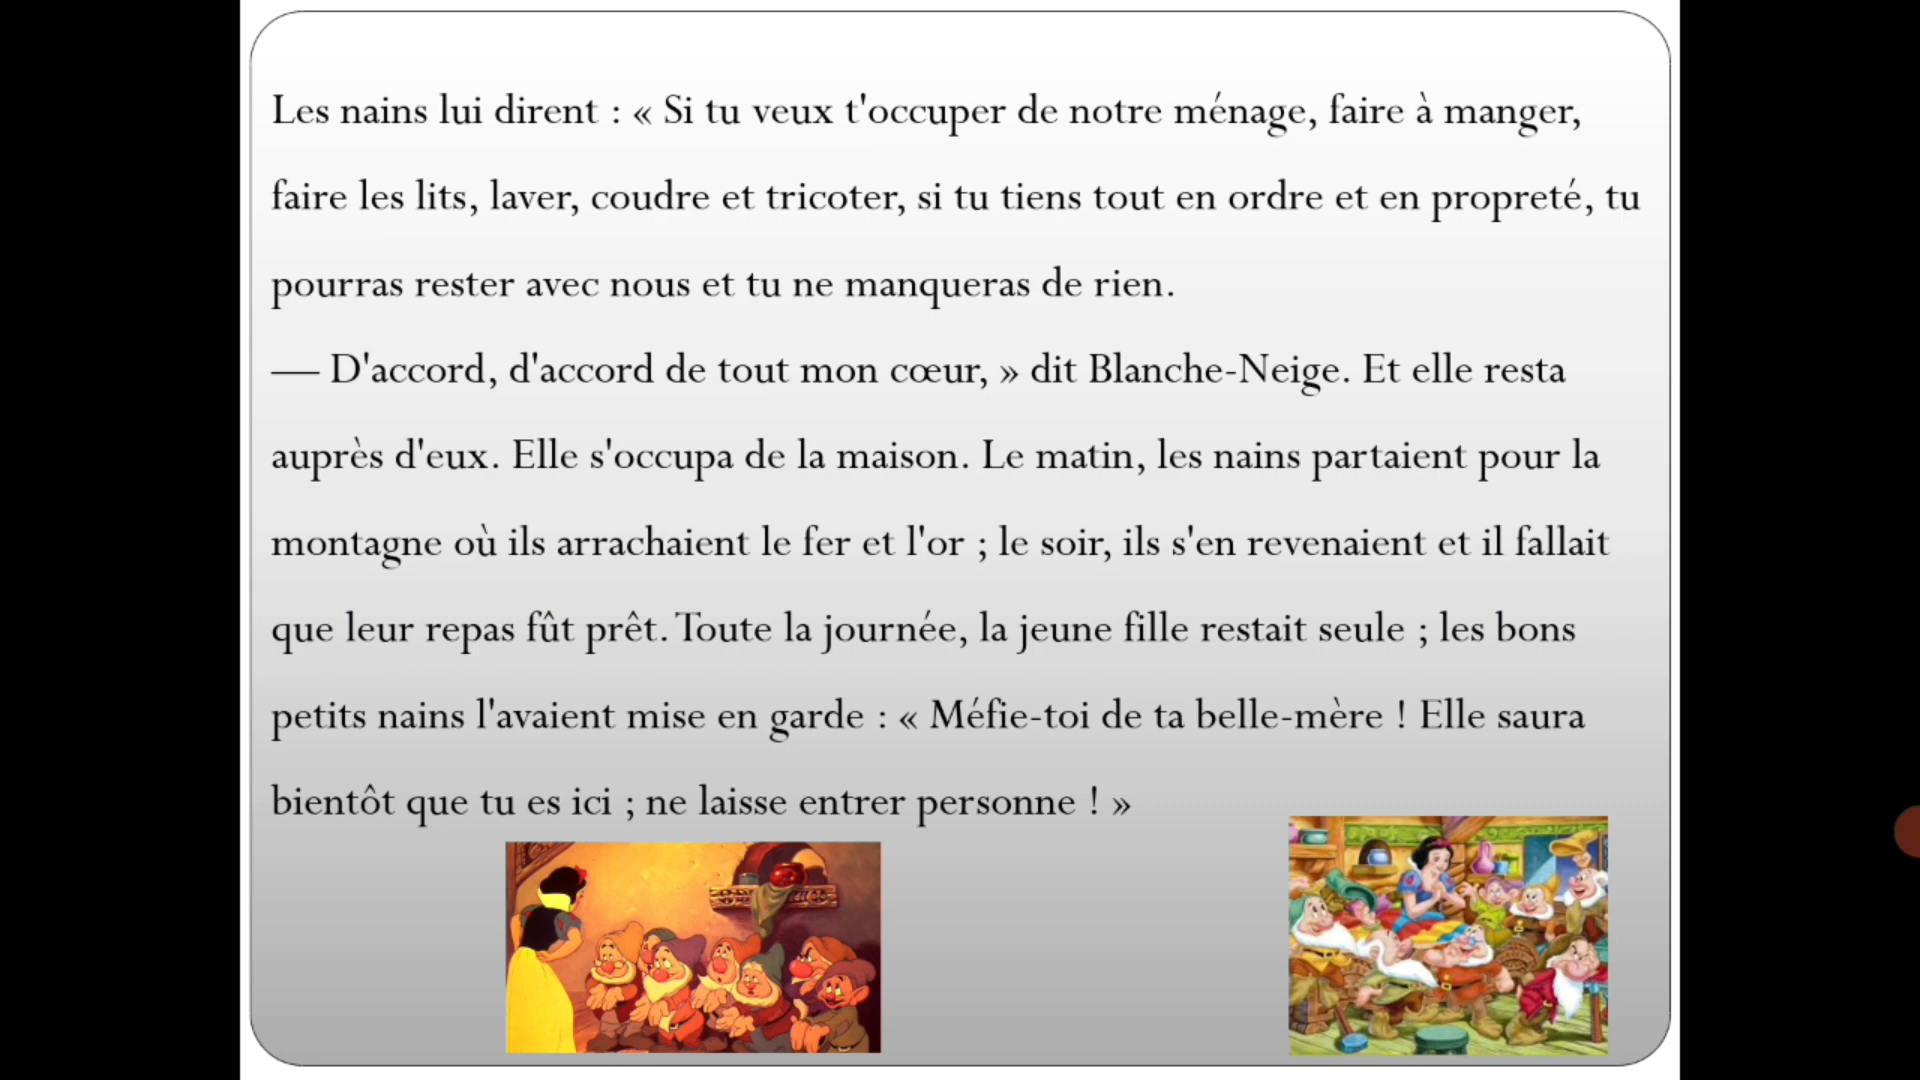 Les nains lui dirent : « Si tu veux t'occuper de notre ménage, faire à manger,
faire les lits, laver, coudre et tricoter, si tu tiens tout en ordre et en propreté, tu
pourras rester avec nous et tu ne manqueras de rien.
— D'accord, d'accord de tout mon cœur, » dit Blanche-Neige. Et elle resta
auprès d'eux. Elle s'occupa de la maison. Le matin, les nains partaient pour la
montagne où ils arrachaient le fer et l'or ; le soir, ils s'en revenaient et il fallait
que leur repas fût prêt. Toute la journée, la jeune fille restait seule ; les bons
petits nains l'avaient mise en garde : « Méfie-toi de ta belle-mère ! Elle saura
bientôt que tu es ici ; ne laisse entrer personne ! »